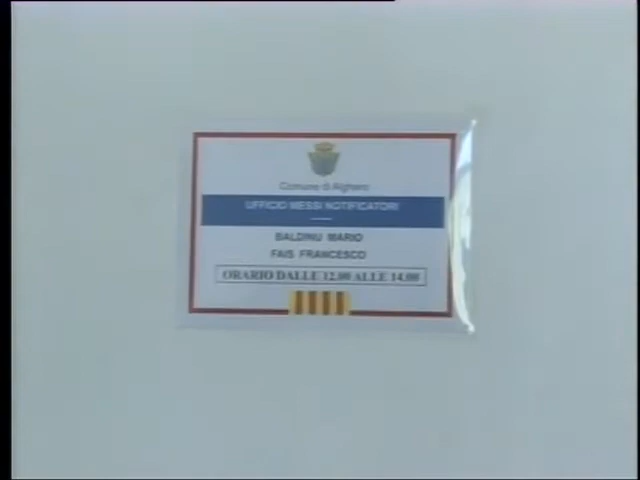 Comune di Alghero
UFFICIO MESSI NOTIFICATORI
BALDINU MARIO
FAIS FRANCESCO
ORARIO DALLE 12.00 ALLE 14.00